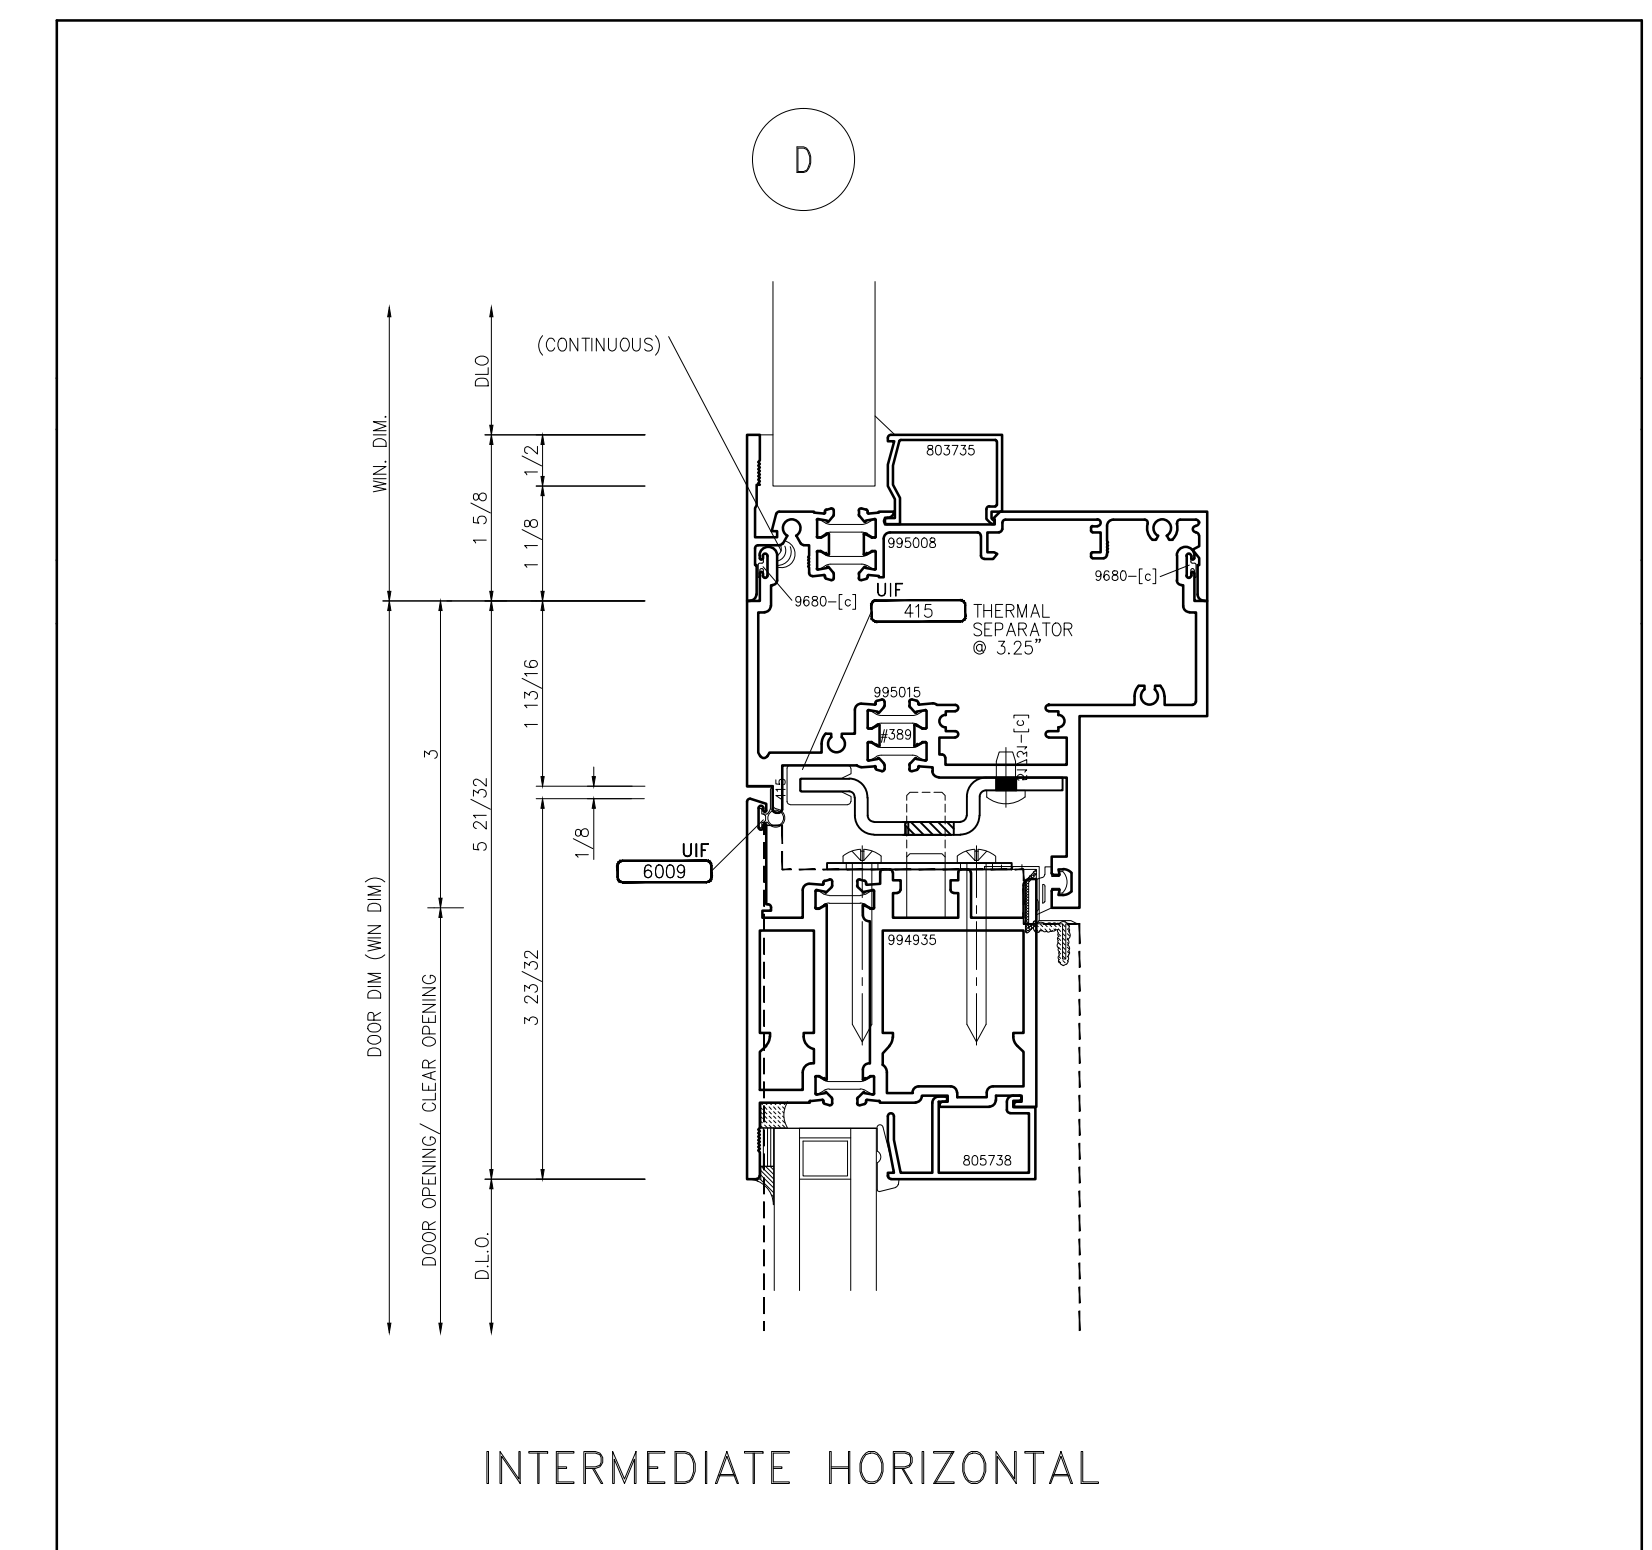 D
(CONTINUOUS)
DLO
WIN. DIM.
1/2
1 5/8
1 1/8
803735
995008
9680-[c]
9680-[c]
UIF
415
THERMAL
SEPARATOR
@ 3.25"
1 13/16
3
995015
#389
415
5 21/32
1/8
UIF
6009
DOOR DIM (WIN DIM)
3 23/32
994935
DOOR OPENING/ CLEAR OPENING
805738
D.L.O.
INTERMEDIATE HORIZONTAL